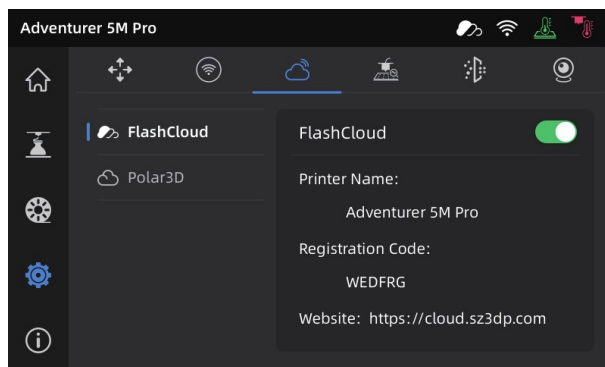 Adventurer 5M Pro
FlashCloud
Polar3D
FlashCloud
Printer Name:
Adventurer 5M Pro
Registration Code:
WEDFRG
Website: https://cloud.sz3dp.com